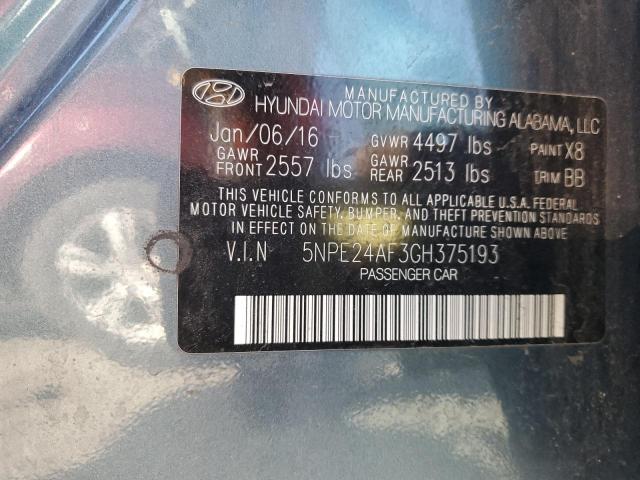 MANUFACTURED BY
HYUNDAI MOTOR MANUFACTURING ALABAMA, LLC
Jan/06/16 GVWR 4497 lbs PAINT X8
GAWR FRONT 2557 lbs GAWR REAR 2513 lbs TRIM BB
THIS VEHICLE CONFORMS TO ALL APPLICABLE U.S.A. FEDERAL
MOTOR VEHICLE SAFETY, BUMPER, AND THEFT PREVENTION STANDARDS
IN EFFECT ON THE DATE OF MANUFACTURE SHOWN ABOVE.
V.I.N 5NPE24AF3GH375193
PASSENGER CAR